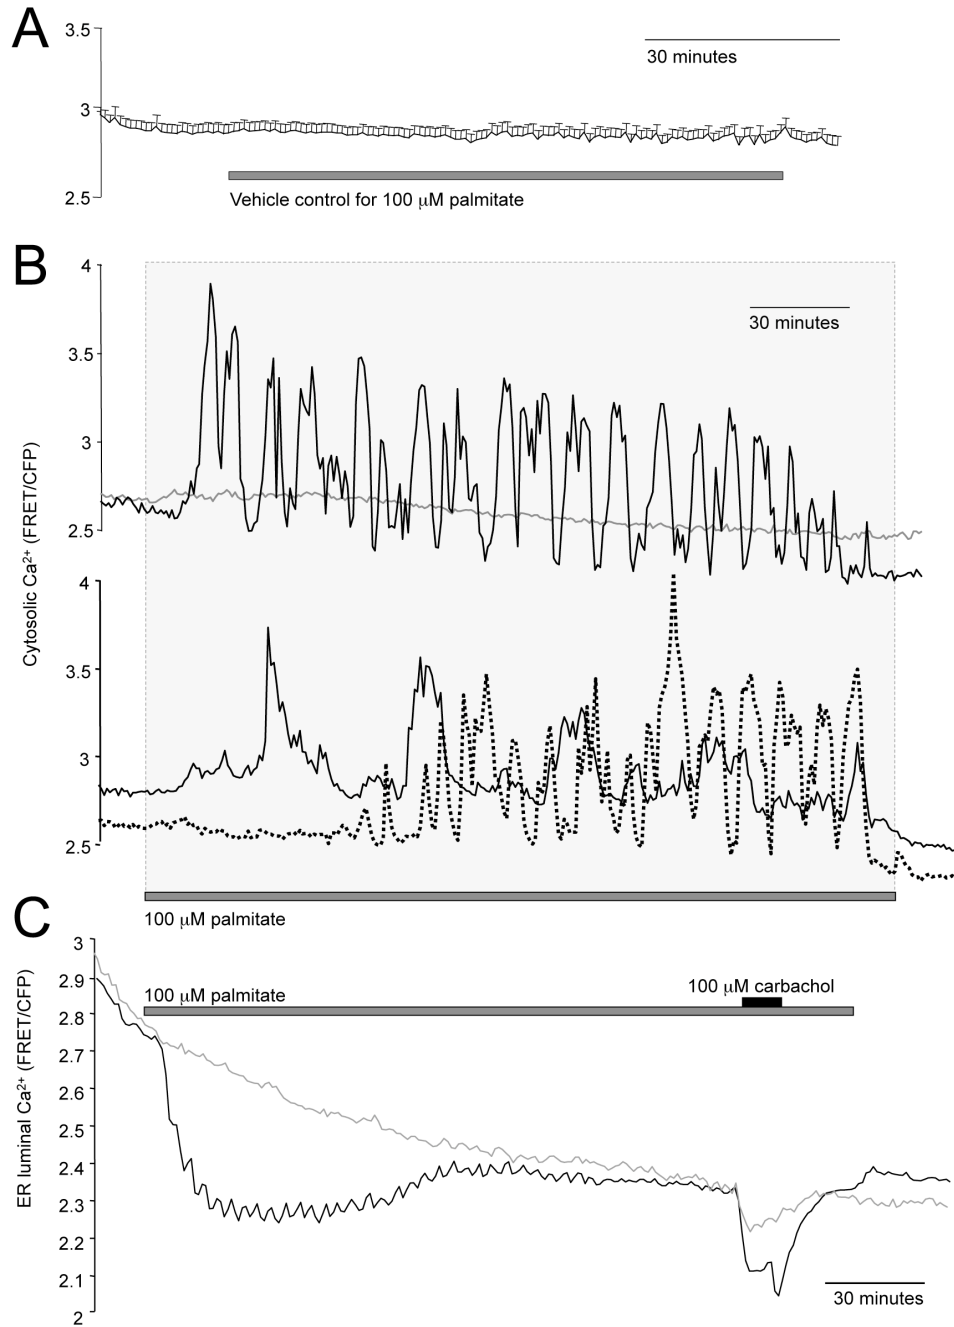 A
3.5
30 minutes
3
2.5
Vehicle control for 100 μM palmitate
B
4
30 minutes
3.5
3
2.5
Cytosolic Ca²⁺ (FRET/CFP)
4
3.5
3
2.5
100 μM palmitate
C
3
2.9
100 μM palmitate
100 μM carbachol
2.8
2.7
2.6
2.5
2.4
2.3
2.2
2.1
2
ER luminal Ca²⁺ (FRET/CFP)
30 minutes